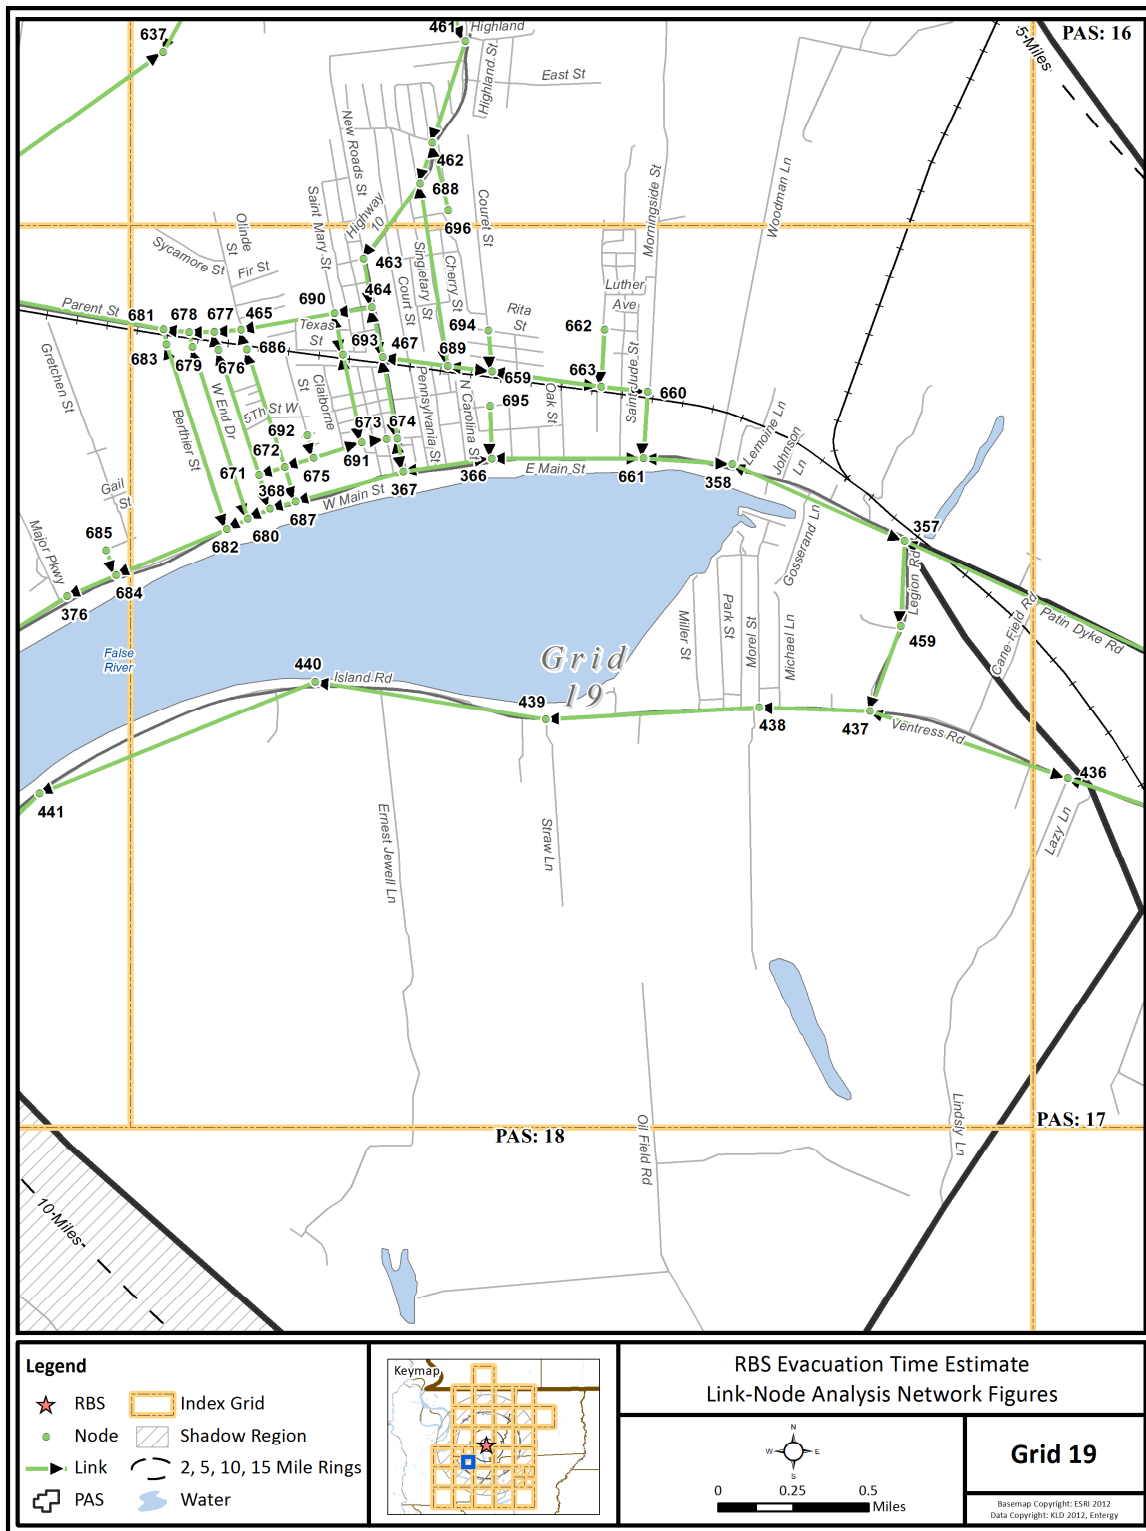 637
461
Highland
PAS: 16
5-Miles
East St
Highland St
New Roads St
462
688
696
Couret St
Morningside St
Woodman Ln
Saint Mary St
Highway 10
Olinde St
Sycamore St
Fir St
463
Singletary St
Cherry St
Court St
Luther Ave
Parent St
690
464
681
678
677
465
Texas St
694
Rita St
662
683
679
676
686
693
467
689
659
663
660
Gretchen St
W End Dr
Claiborne St
5Th St W
Pennsylvania St
N Carolina St
695
Oak St
Saint Jude St
Berthier St
692
673
674
Lemoine Ln
Johnson Ln
672
671
675
691
366
E Main St
661
358
Gail St
368
687
W Main St
367
Major Pkwy
685
682
680
357
Gosserand Ln
Legion Rd
684
376
Miller St
Park St
Morel St
Michael Ln
459
Cane Field Rd
Patin Dyke Rd
False River
440
Island Rd
Grid 19
439
438
437
Ventress Rd
436
441
Ernest Jewell Ln
Straw Ln
Lazy Ln
Oil Field Rd
Lindsly Ln
PAS: 18
PAS: 17
10-Miles
Legend
RBS
Index Grid
Node
Shadow Region
Link
2, 5, 10, 15 Mile Rings
PAS
Water
Keymap
RBS Evacuation Time Estimate
Link-Node Analysis Network Figures
N
W
E
S
0
0.25
0.5
Miles
Grid 19
Basemap Copyright: ESRI 2012
Data Copyright: KLD 2012, Entergy